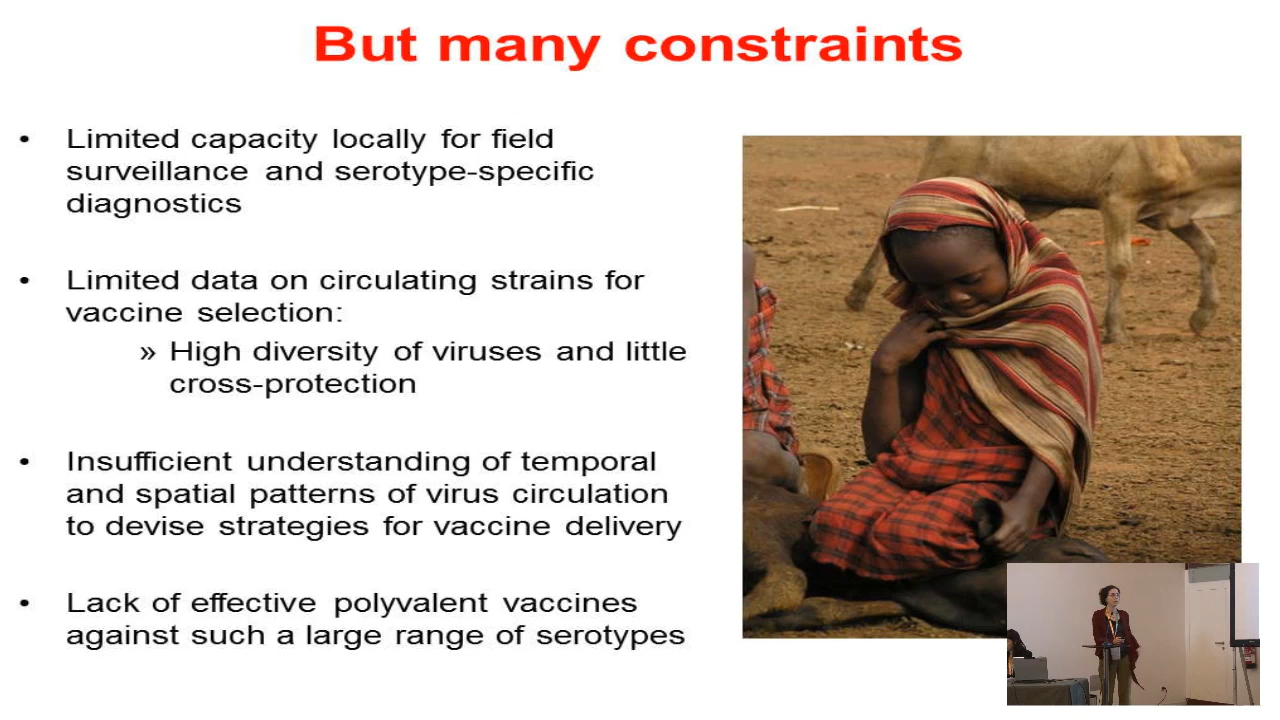 But many constraints
• Limited capacity locally for field
surveillance and serotype-specific
diagnostics
• Limited data on circulating strains for
vaccine selection:
» High diversity of viruses and little
cross-protection
• Insufficient understanding of temporal
and spatial patterns of virus circulation
to devise strategies for vaccine delivery
• Lack of effective polyvalent vaccines
against such a large range of serotypes